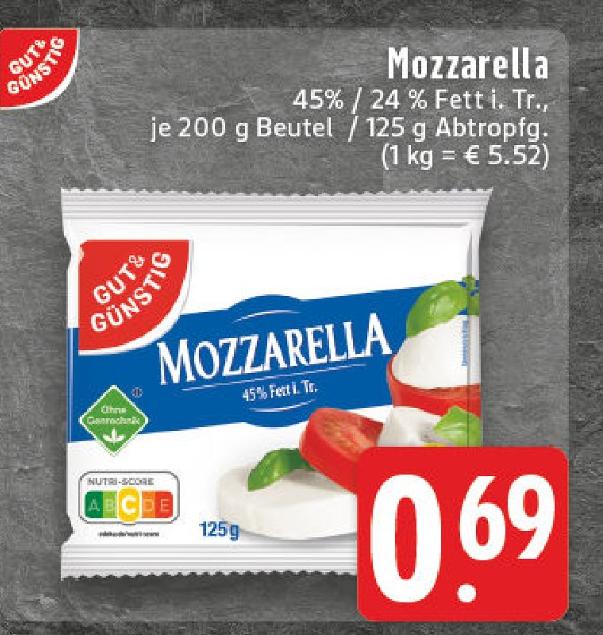 GUT&
GÜNSTIG
Mozzarella
45% / 24 % Fett i. Tr.,
je 200 g Beutel / 125 g Abtropfg.
(1 kg = € 5.52)
GUT&
GÜNSTIG
MOZZARELLA
45% Fett i. Tr.
Ohne
Gentechnik
NUTRI-SCORE
A B C D E
125g
0.69